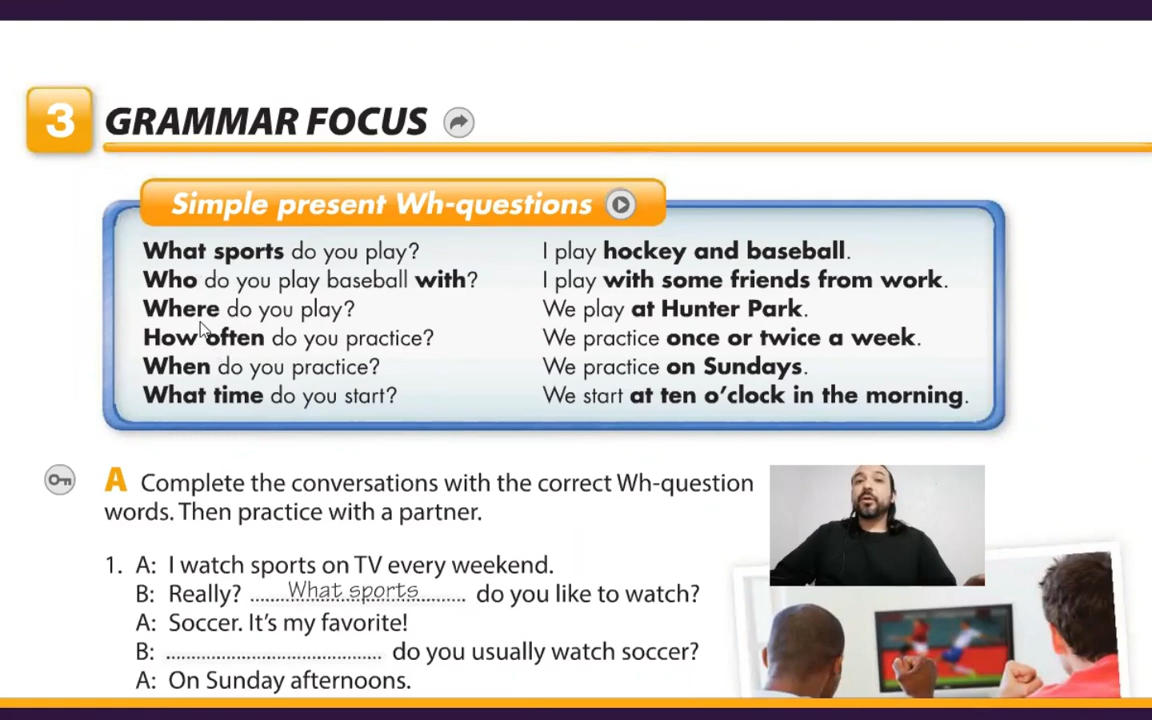 3 GRAMMAR FOCUS
Simple present Wh-questions
What sports do you play? I play hockey and baseball.
Who do you play baseball with? I play with some friends from work.
Where do you play? We play at Hunter Park.
How often do you practice? We practice once or twice a week.
When do you practice? We practice on Sundays.
What time do you start? We start at ten o'clock in the morning.
A Complete the conversations with the correct Wh-question
words. Then practice with a partner.
1. A: I watch sports on TV every weekend.
B: Really? What sports do you like to watch?
A: Soccer. It's my favorite!
B: ........................................ do you usually watch soccer?
A: On Sunday afternoons.